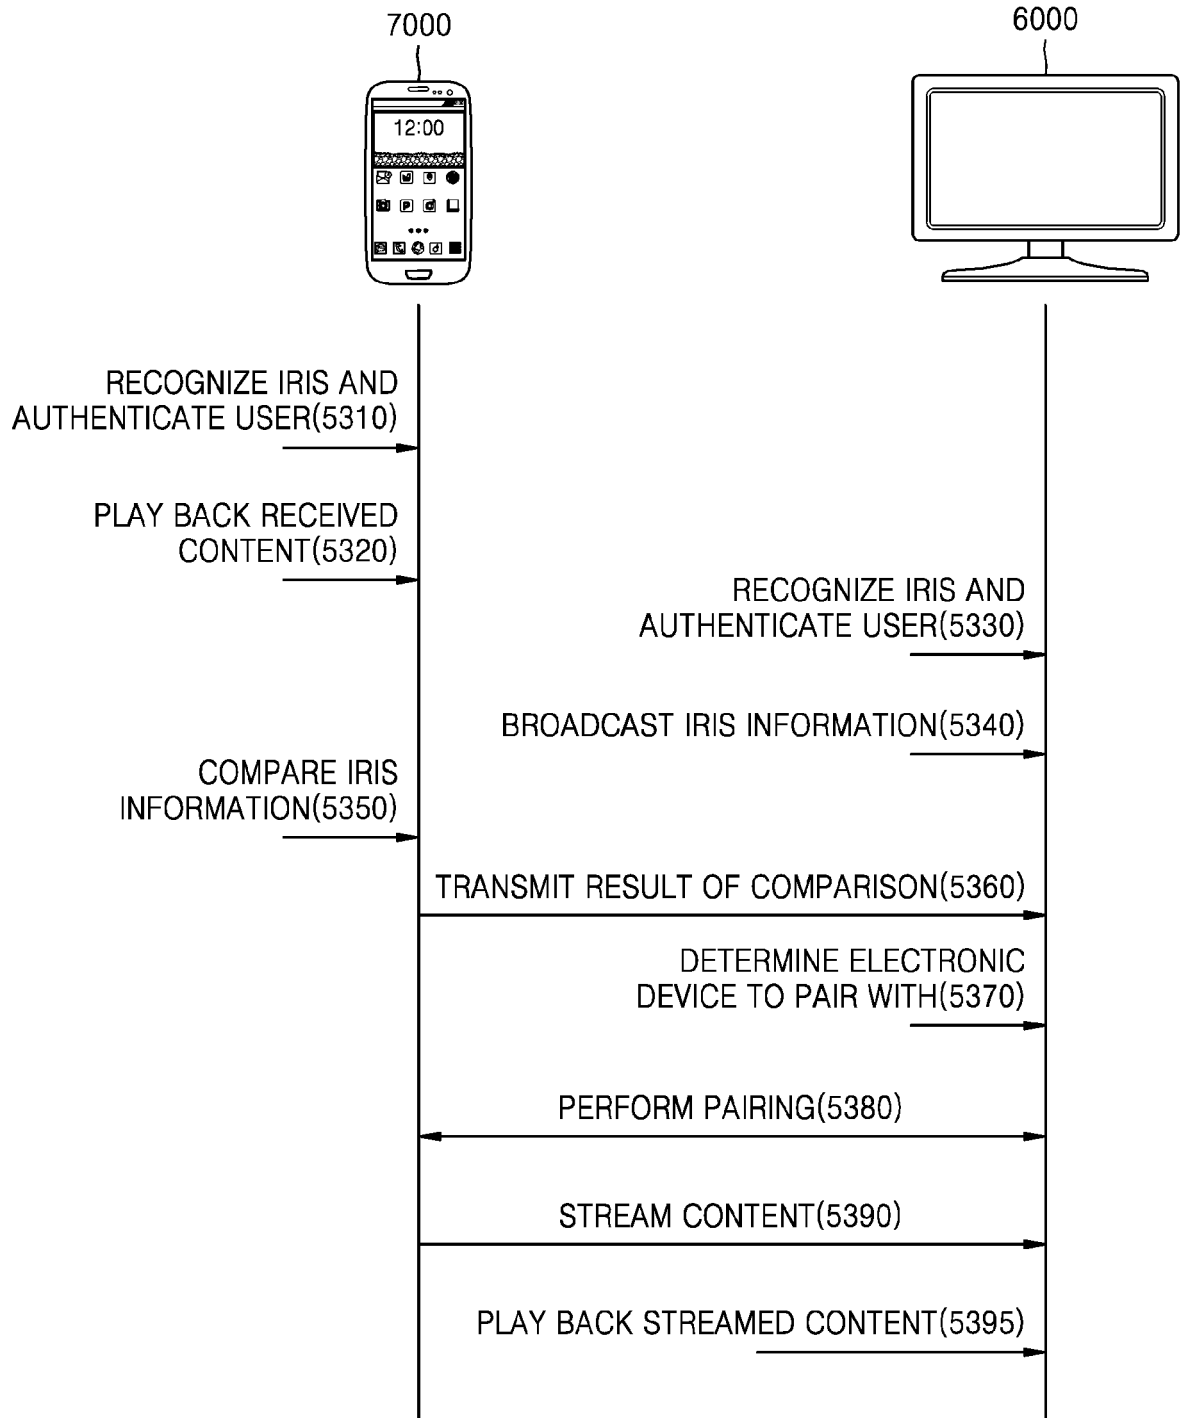 7000
6000
12:00
P
RECOGNIZE IRIS AND
AUTHENTICATE USER(5310)
PLAY BACK RECEIVED
CONTENT(5320)
RECOGNIZE IRIS AND
AUTHENTICATE USER(5330)
BROADCAST IRIS INFORMATION(5340)
COMPARE IRIS
INFORMATION(5350)
TRANSMIT RESULT OF COMPARISON(5360)
DETERMINE ELECTRONIC
DEVICE TO PAIR WITH(5370)
PERFORM PAIRING(5380)
STREAM CONTENT(5390)
PLAY BACK STREAMED CONTENT(5395)